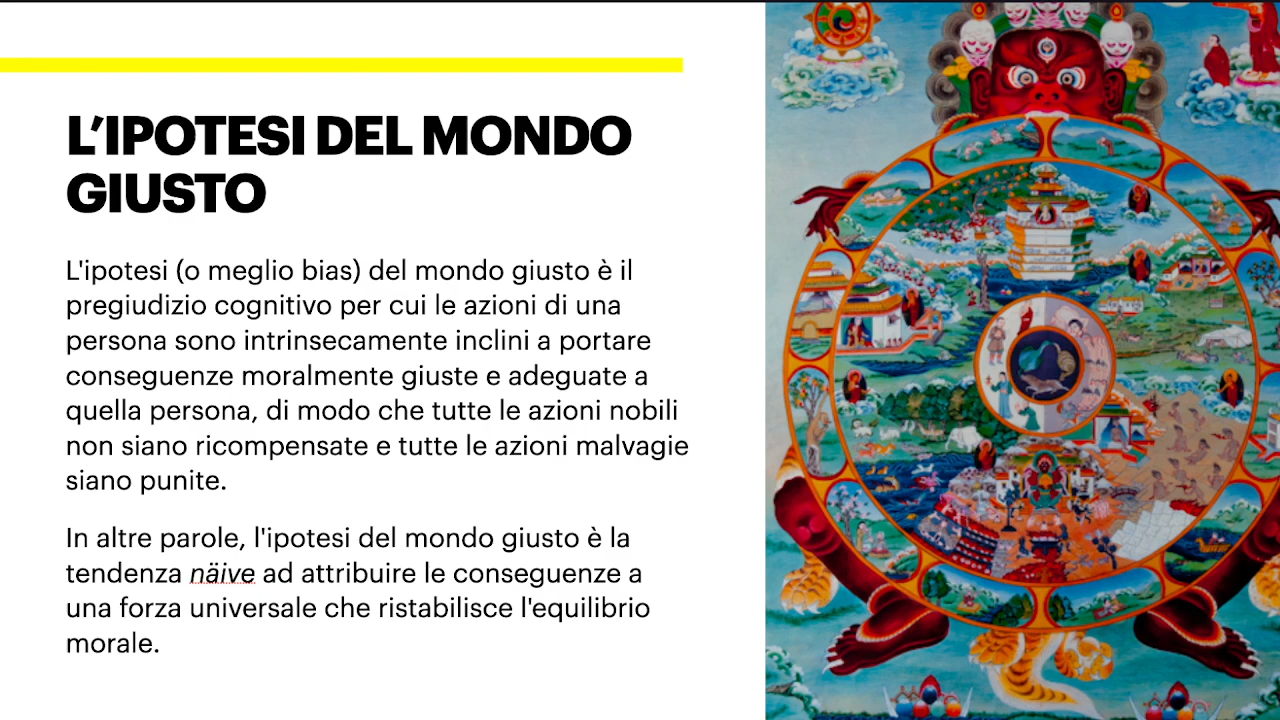 L’IPOTESI DEL MONDO
GIUSTO
L'ipotesi (o meglio bias) del mondo giusto è il
pregiudizio cognitivo per cui le azioni di una
persona sono intrinsecamente inclini a portare
conseguenze moralmente giuste e adeguate a
quella persona, di modo che tutte le azioni nobili
non siano ricompensate e tutte le azioni malvagie
siano punite.
In altre parole, l'ipotesi del mondo giusto è la
tendenza näive ad attribuire le conseguenze a
una forza universale che ristabilisce l'equilibrio
morale.